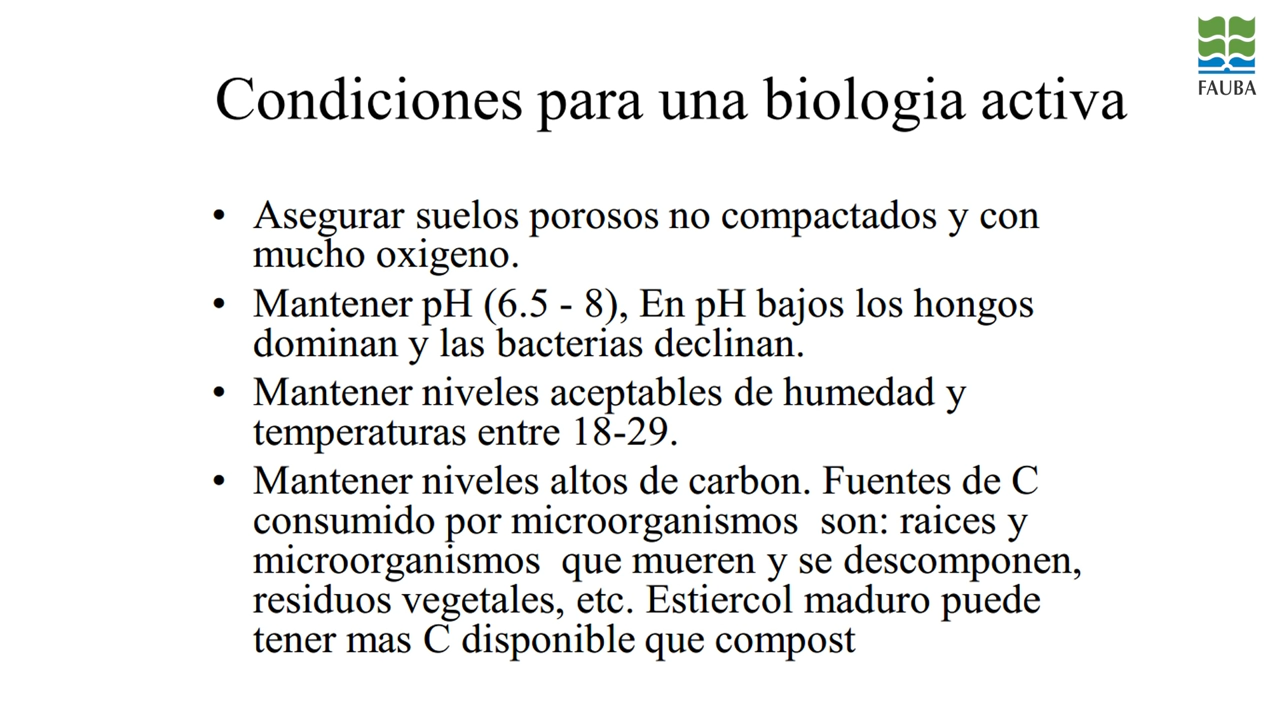 FAUBA
Condiciones para una biologia activa
• Asegurar suelos porosos no compactados y con
mucho oxigeno.
• Mantener pH (6.5 - 8), En pH bajos los hongos
dominan y las bacterias declinan.
• Mantener niveles aceptables de humedad y
temperaturas entre 18-29.
• Mantener niveles altos de carbon. Fuentes de C
consumido por microorganismos  son: raices y
microorganismos  que mueren y se descomponen,
residuos vegetales, etc. Estiercol maduro puede
tener mas C disponible que compost